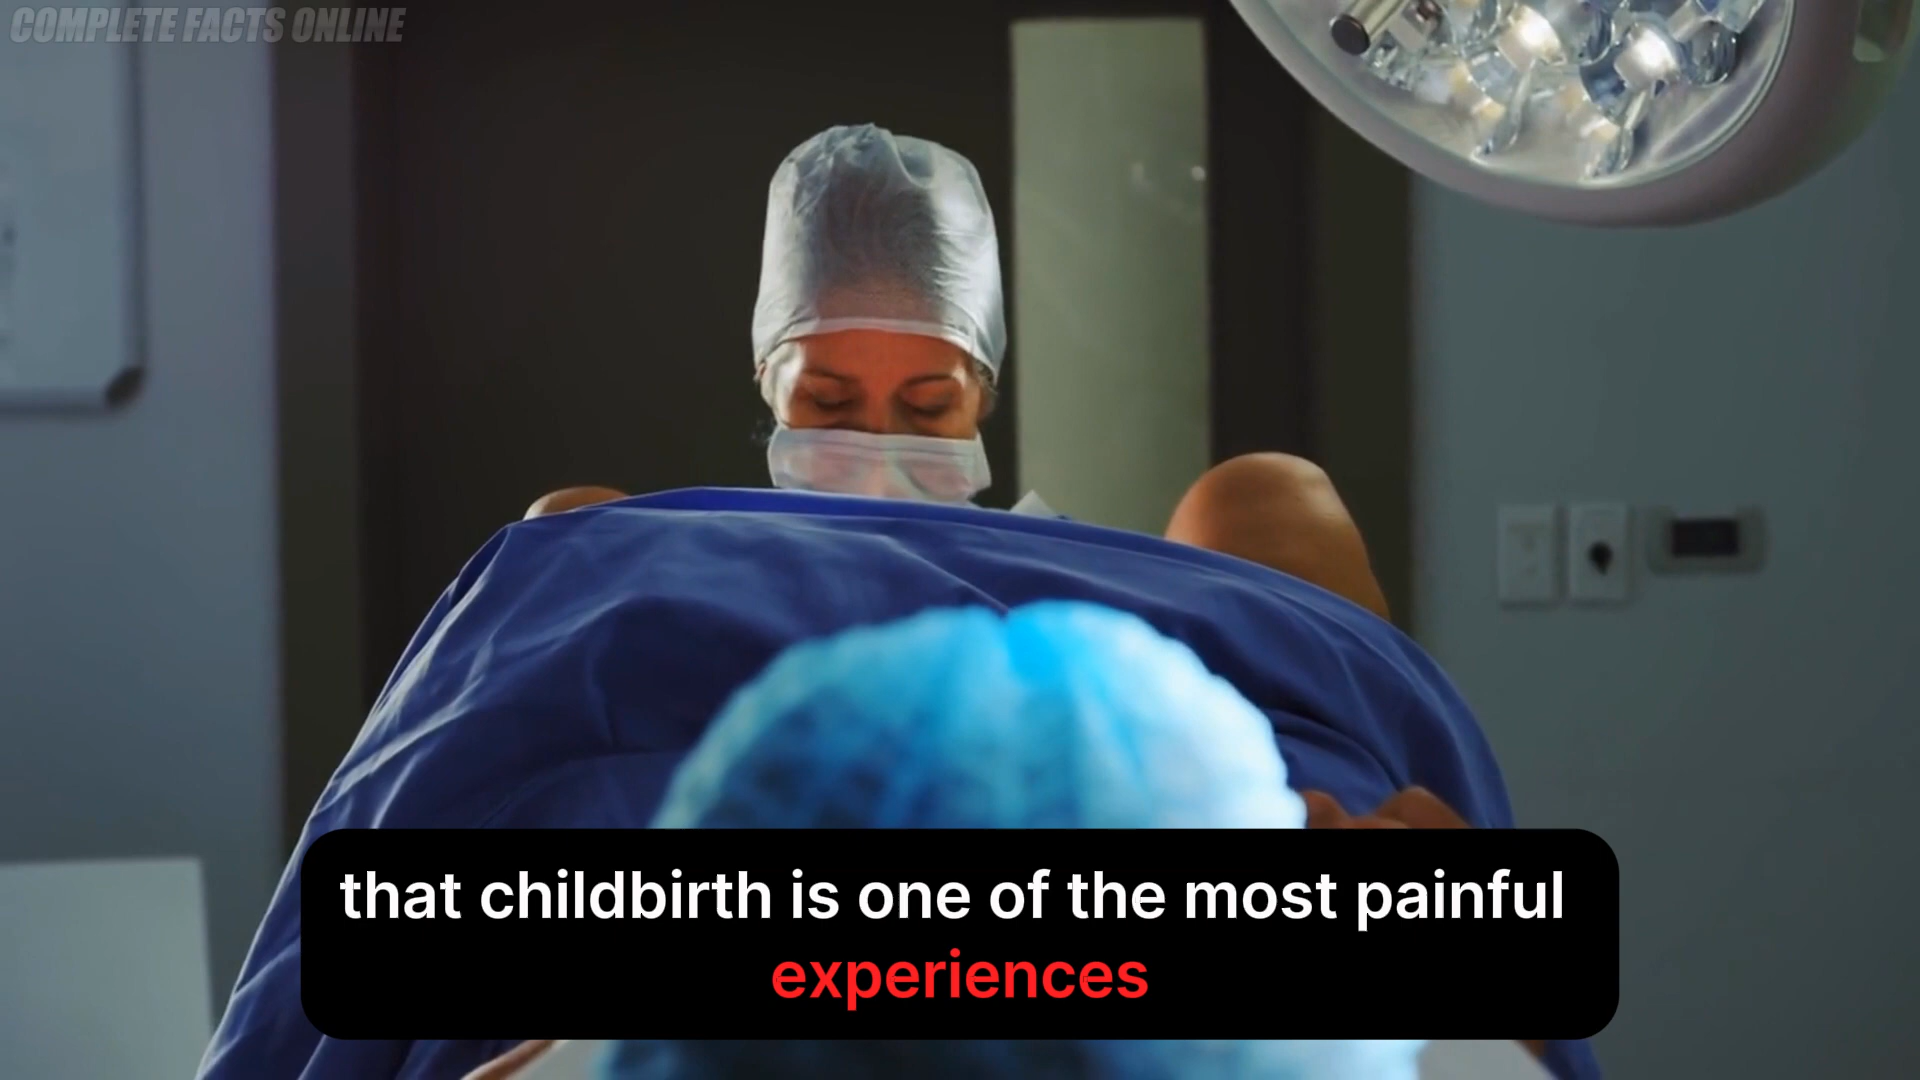 COMPLETE FACTS ONLINE
that childbirth is one of the most painful
experiences